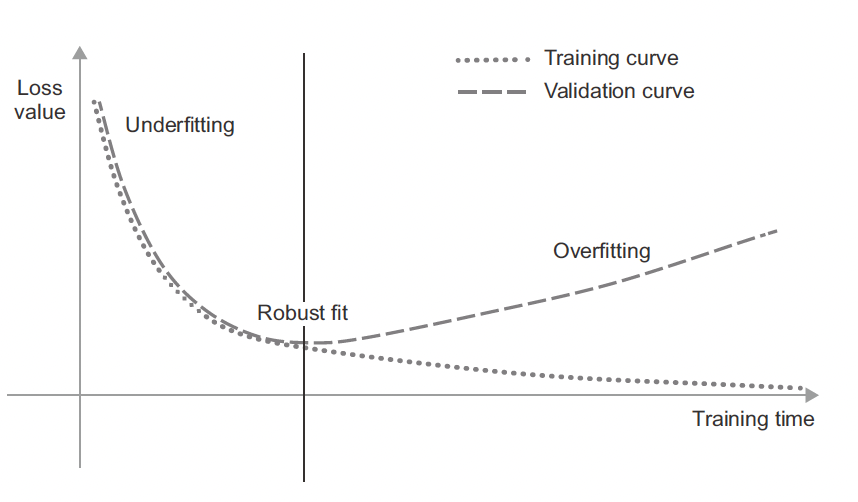 Training curve
Loss
value
Validation curve
Underfitting
Overfitting
Robust fit
Training time